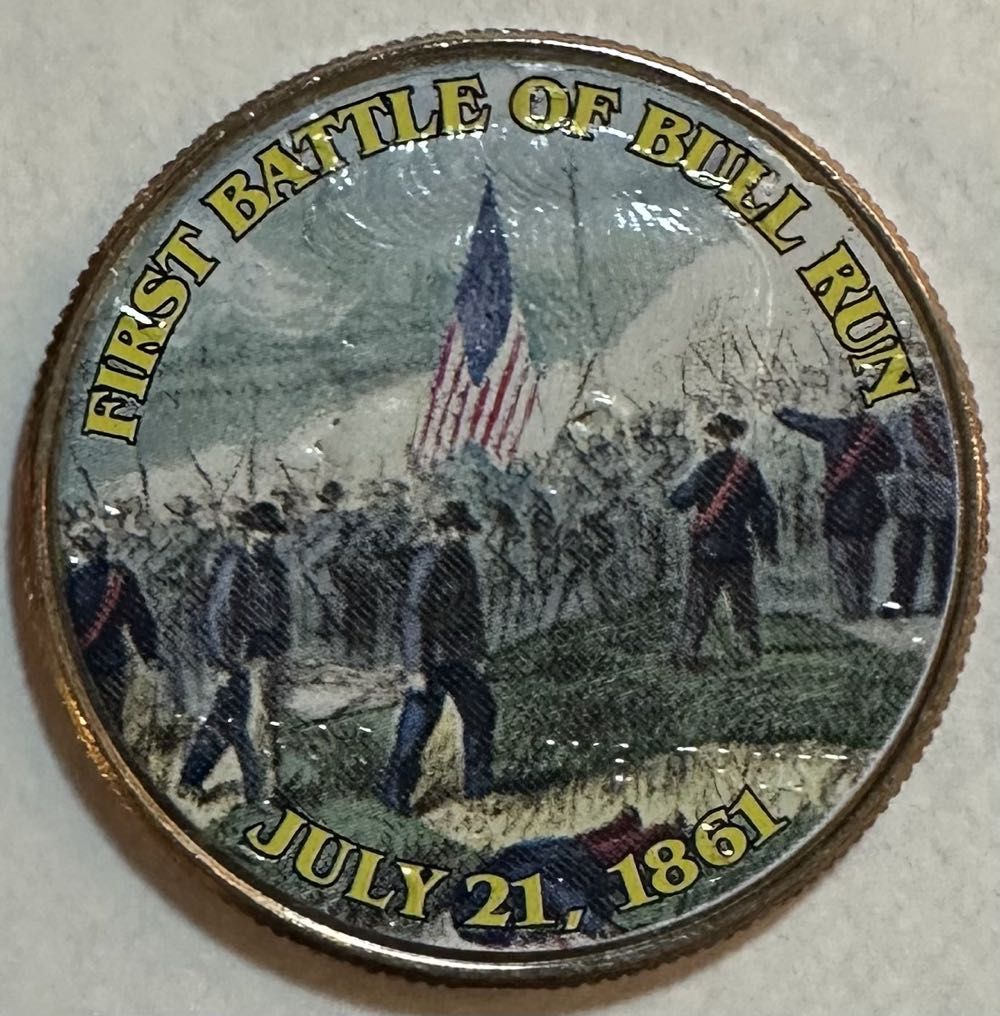 FIRST BATTLE OF BULL RUN
JULY 21, 1861